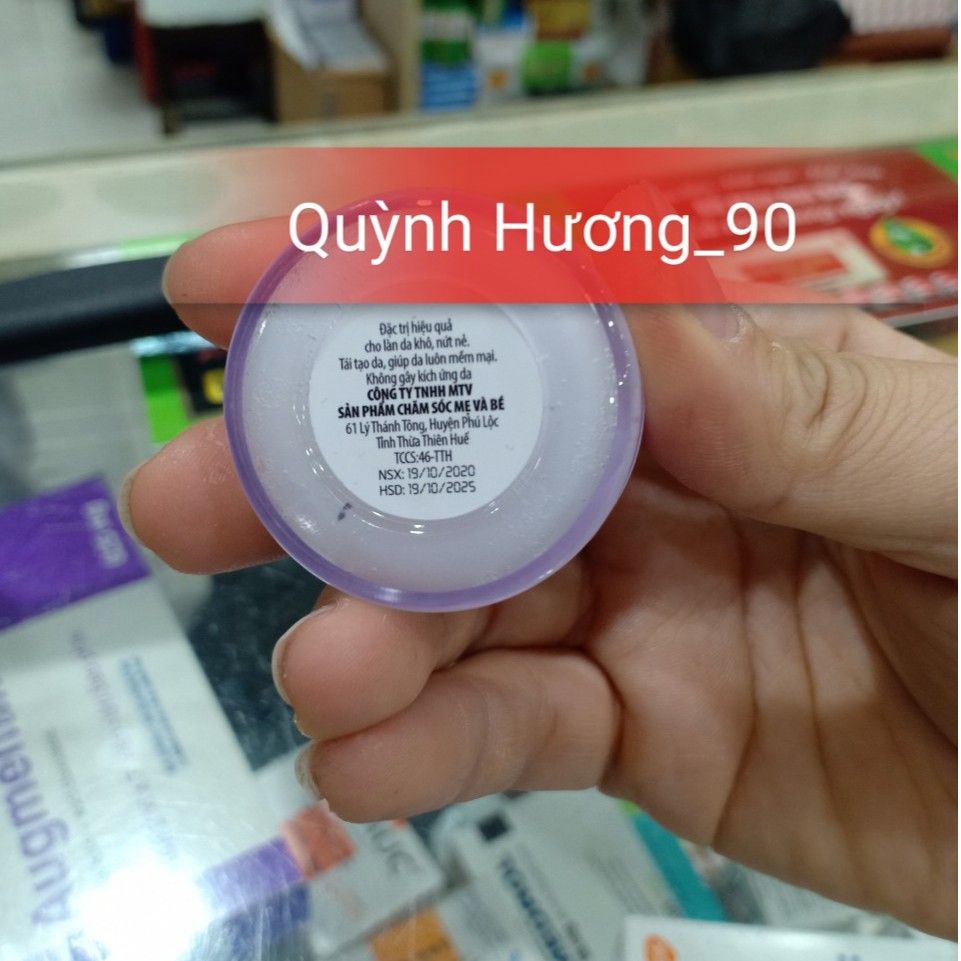 Quỳnh Hương_90
Đặc trị hiệu quả
cho làn da khô, nứt nẻ.
Tái tạo da, giúp da luôn mềm mại.
Không gây kích ứng da
CÔNG TY TNHH MTV
SẢN PHẨM CHĂM SÓC MẸ VÀ BÉ
61 Lý Thánh Tông, Huyện Phú Lộc
Tỉnh Thừa Thiên Huế
TCCS:46-TTH
NSX: 19/10/2020
HSD: 19/10/2025
Augmentin